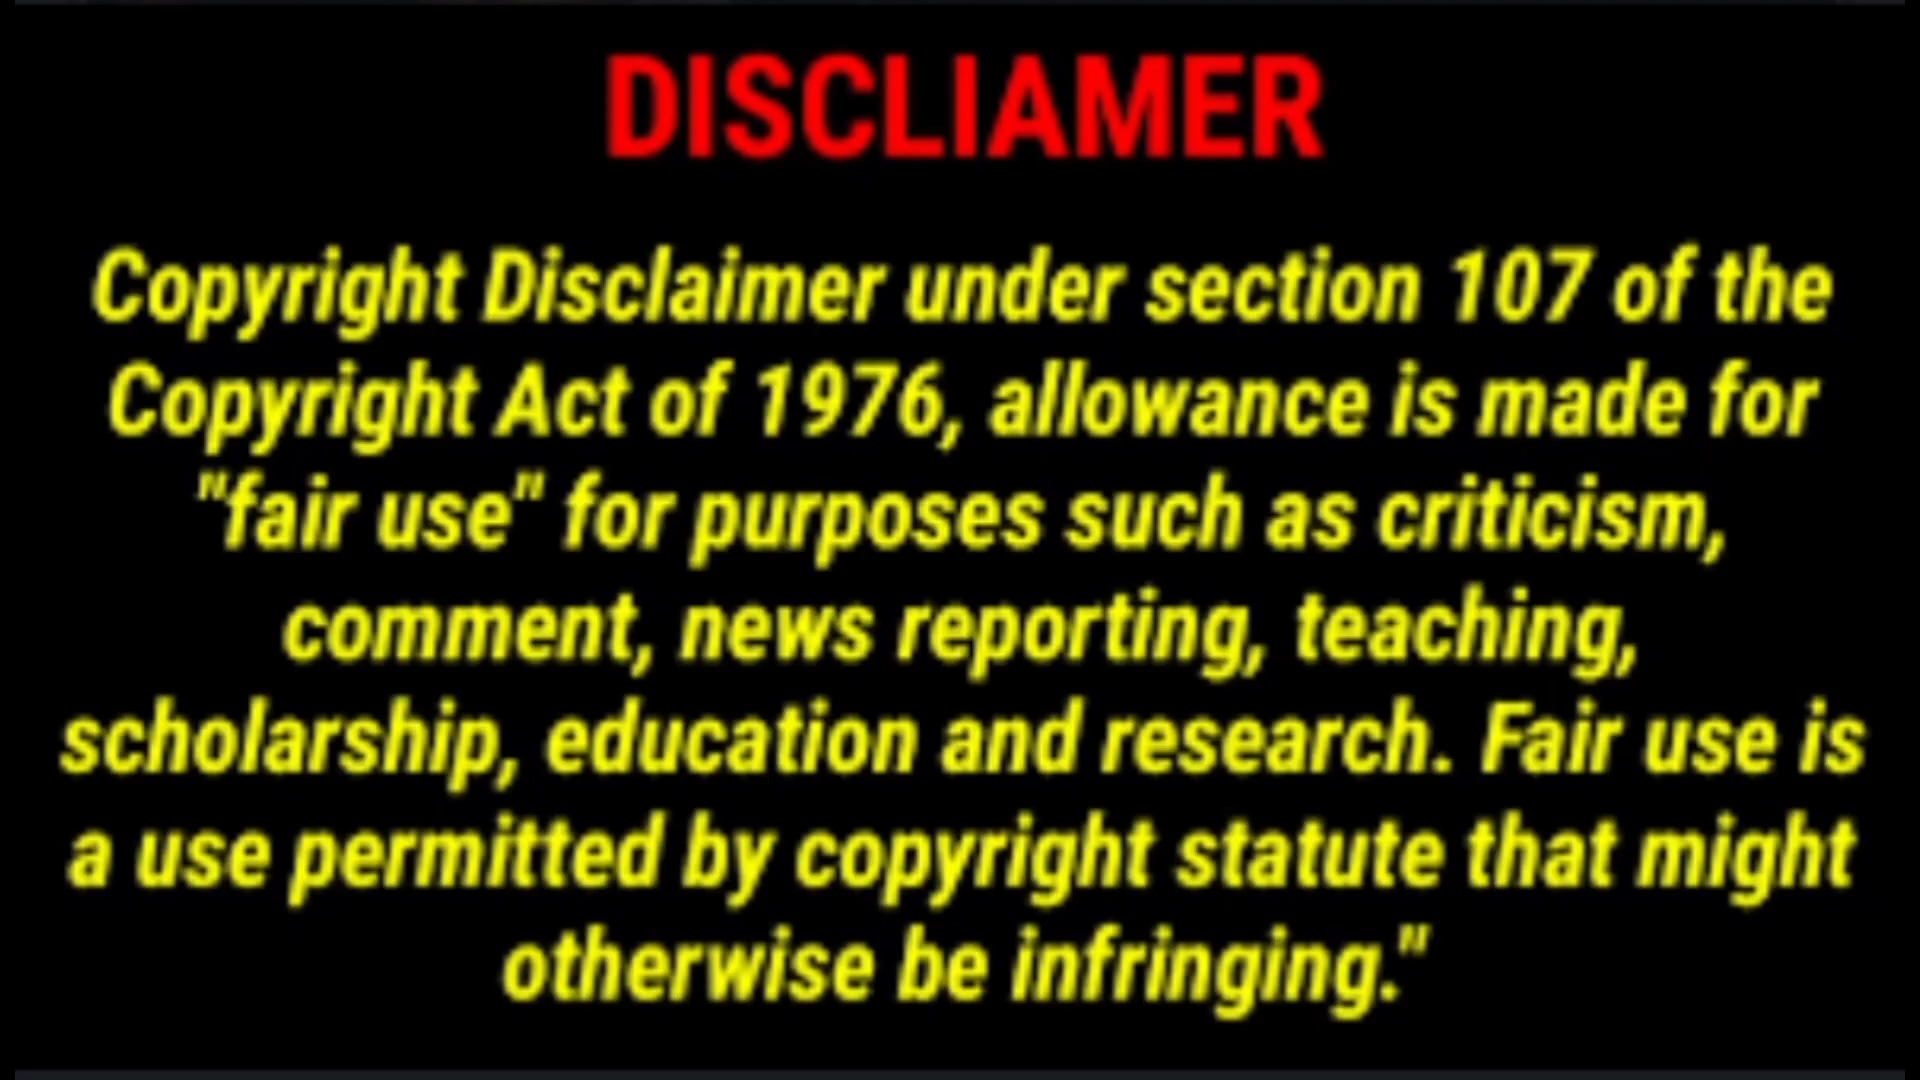 DISCLIAMER
Copyright Disclaimer under section 107 of the
Copyright Act of 1976, allowance is made for
"fair use" for purposes such as criticism,
comment, news reporting, teaching,
scholarship, education and research. Fair use is
a use permitted by copyright statute that might
otherwise be infringing."